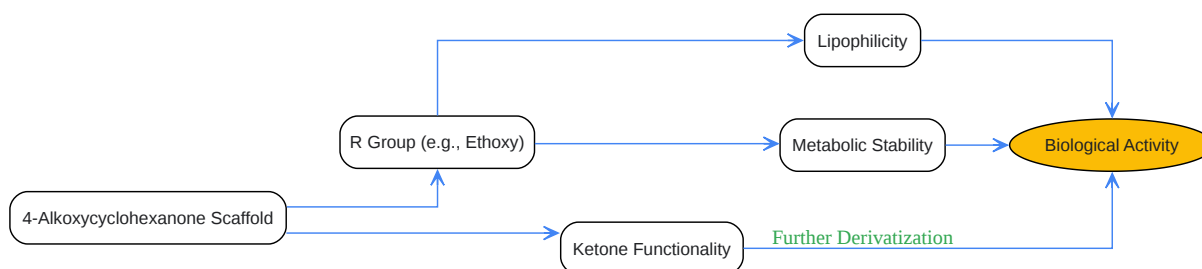 Lipophilicity
R Group (e.g., Ethoxy)
Metabolic Stability
Biological Activity
4-Alkoxycyclohexanone Scaffold
Ketone Functionality
Further Derivatization